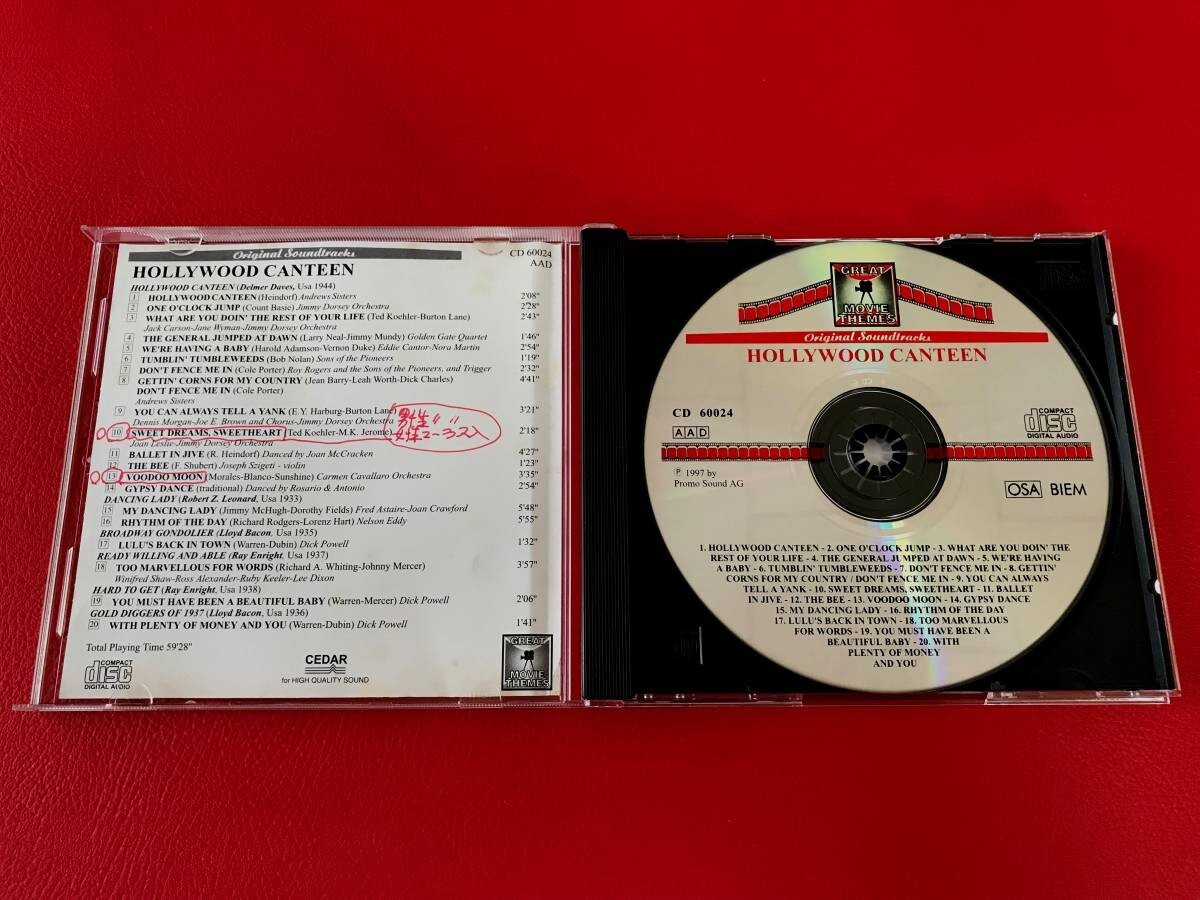 Original Soundtracks
CD 60024
AAD
HOLLYWOOD CANTEEN
HOLLYWOOD CANTEEN (Delmer Daves, Usa 1944)
1 HOLLYWOOD CANTEEN (Heindorf) Andrews Sisters 2'08"
2 ONE O'CLOCK JUMP (Count Basie) Jimmy Dorsey Orchestra 2'28"
3 WHAT ARE YOU DOIN' THE REST OF YOUR LIFE (Ted Koehler-Burton Lane) 2'43"
Jack Carson-Jane Wyman-Jimmy Dorsey Orchestra
4 THE GENERAL JUMPED AT DAWN (Larry Neal-Jimmy Mundy) Golden Gate Quartet 1'46"
5 WE'RE HAVING A BABY (Harold Adamson-Vernon Duke) Eddie Cantor-Nora Martin 2'54"
6 TUMBLIN' TUMBLEWEEDS (Bob Nolan) Sons of the Pioneers 1'19"
7 DON'T FENCE ME IN (Cole Porter) Roy Rogers and the Sons of the Pioneers, and Trigger 2'32"
8 GETTIN' CORNS FOR MY COUNTRY (Jean Barry-Leah Worth-Dick Charles) 4'41"
DON'T FENCE ME IN (Cole Porter)
Andrews Sisters
9 YOU CAN ALWAYS TELL A YANK (E.Y. Harburg-Burton Lane) 3'21"
Dennis Morgan-Joe E. Brown and Chorus-Jimmy Dorsey Orchestra
10 SWEET DREAMS, SWEETHEART (Ted Koehler-M.K. Jerome) 2'18"
Joan Leslie-Jimmy Dorsey Orchestra
男性
女性2~3人
11 BALLET IN JIVE (R. Heindorf) Danced by Joan McCracken 4'27"
12 THE BEE (F. Shubert) Joseph Szigeti - violin 1'23"
13 VOODOO MOON (Morales-Blanco-Sunshine) Carmen Cavallaro Orchestra 3'35"
14 GYPSY DANCE (traditional) Danced by Rosario & Antonio 2'54"
DANCING LADY (Robert Z. Leonard, Usa 1933)
15 MY DANCING LADY (Jimmy McHugh-Dorothy Fields) Fred Astaire-Joan Crawford 5'48"
16 RHYTHM OF THE DAY (Richard Rodgers-Lorenz Hart) Nelson Eddy 5'55"
BROADWAY GONDOLIER (Lloyd Bacon, Usa 1935)
17 LULU'S BACK IN TOWN (Warren-Dubin) Dick Powell 1'32"
READY WILLING AND ABLE (Ray Enright, Usa 1937)
18 TOO MARVELLOUS FOR WORDS (Richard A. Whiting-Johnny Mercer) 3'57"
Winifred Shaw-Ross Alexander-Ruby Keeler-Lee Dixon
HARD TO GET (Ray Enright, Usa 1938)
19 YOU MUST HAVE BEEN A BEAUTIFUL BABY (Warren-Mercer) Dick Powell 2'06"
GOLD DIGGERS OF 1937 (Lloyd Bacon, Usa 1936)
20 WITH PLENTY OF MONEY AND YOU (Warren-Dubin) Dick Powell 1'41"
Total Playing Time 59'28"
COMPACT
disc
DIGITAL AUDIO
CEDAR
for HIGH QUALITY SOUND
GREAT
MOVIE
THEMES
GREAT
MOVIE
THEMES
Original Soundtracks
HOLLYWOOD CANTEEN
CD 60024
AAD
COMPACT
disc
DIGITAL AUDIO
℗ 1997 by
Promo Sound AG
OSA BIEM
1. HOLLYWOOD CANTEEN - 2. ONE O'CLOCK JUMP - 3. WHAT ARE YOU DOIN' THE
REST OF YOUR LIFE - 4. THE GENERAL JUMPED AT DAWN - 5. WE'RE HAVING
A BABY - 6. TUMBLIN' TUMBLEWEEDS - 7. DON'T FENCE ME IN - 8. GETTIN'
CORNS FOR MY COUNTRY / DON'T FENCE ME IN - 9. YOU CAN ALWAYS
TELL A YANK - 10. SWEET DREAMS, SWEETHEART - 11. BALLET
IN JIVE - 12. THE BEE - 13. VOODOO MOON - 14. GYPSY DANCE
15. MY DANCING LADY - 16. RHYTHM OF THE DAY
17. LULU'S BACK IN TOWN - 18. TOO MARVELLOUS
FOR WORDS - 19. YOU MUST HAVE BEEN A
BEAUTIFUL BABY - 20. WITH
PLENTY OF MONEY
AND YOU